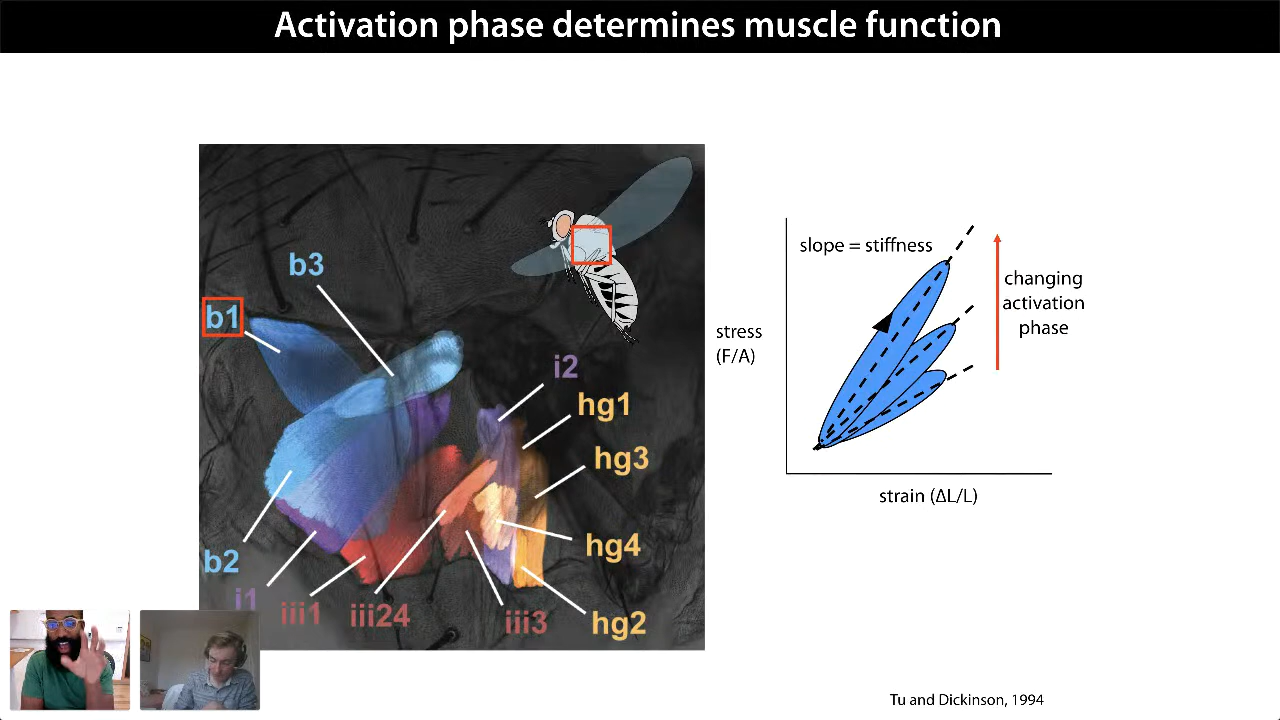 Activation phase determines muscle function
b3
b1
i2
hg1
hg3
hg4
b2
i1
iii1
iii24
iii3
hg2
slope = stiffness
changing
activation
phase
stress
(F/A)
strain (ΔL/L)
Tu and Dickinson, 1994